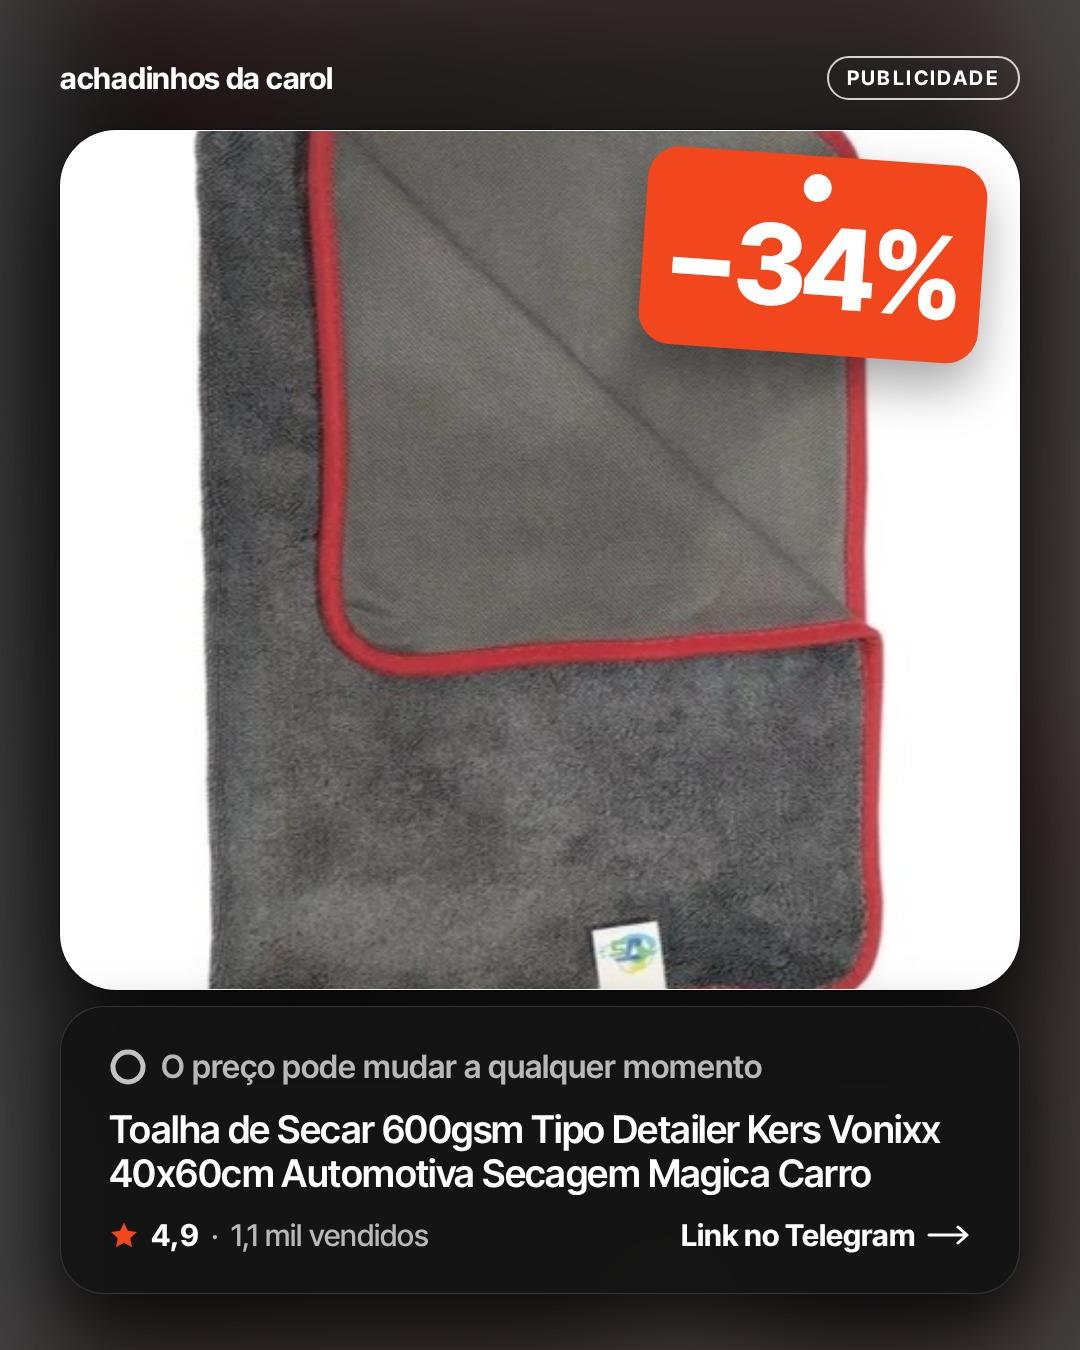 achadinhos da carol
PUBLICIDADE
-34%
O preço pode mudar a qualquer momento
Toalha de Secar 600gsm Tipo Detailer Kers Vonixx
40x60cm Automotiva Secagem Magica Carro
4,9 · 1,1 mil vendidos
Link no Telegram →